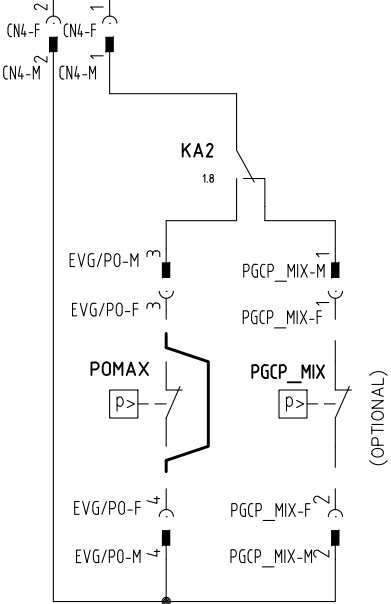 2 1
CN4-F CN4-F
2 1
CN4-M CN4-M
KA2
1.8
3 1
EVG/PO-M PGCP_MIX-M
EVG/PO-F 3 PGCP_MIX-F 1
POMAX PGCP_MIX
P> P>
(OPTIONAL)
EVG/PO-F 4 PGCP_MIX-F 2
EVG/PO-M 4 PGCP_MIX-M 2